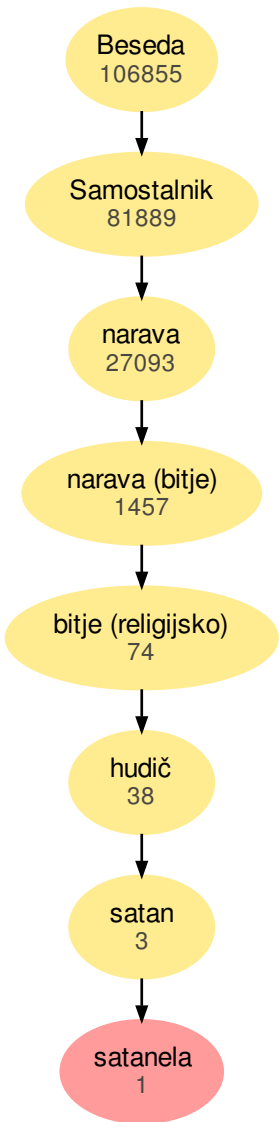 Beseda
106855
Samostalnik
81889
narava
27093
narava (bitje)
1457
bitje (religijsko)
74
hudič
38
satan
3
satanela
1